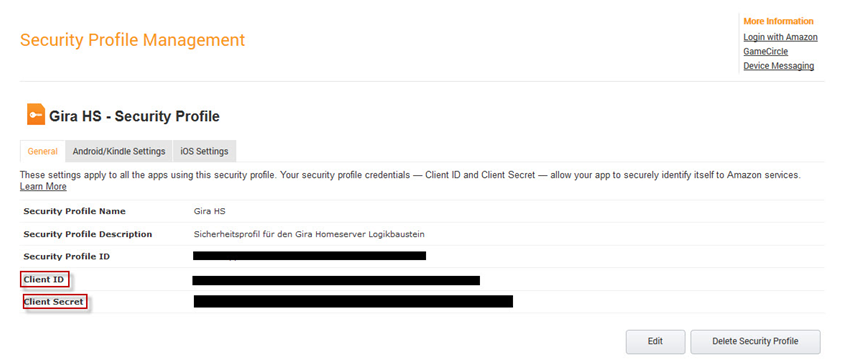 More Information
Security Profile Management
Login with Amazon
GameCircle
Device Messaging
Gira HS - Security Profile
General Android/Kindle Settings iOS Settings
These settings apply to all the apps using this security profile. Your security profile credentials — Client ID and Client Secret — allow your app to securely identify itself to Amazon services.
Learn More
Security Profile Name Gira HS
Security Profile Description Sicherheitsprofil für den Gira Homeserver Logikbaustein
Security Profile ID
Client ID
Client Secret
Edit Delete Security Profile